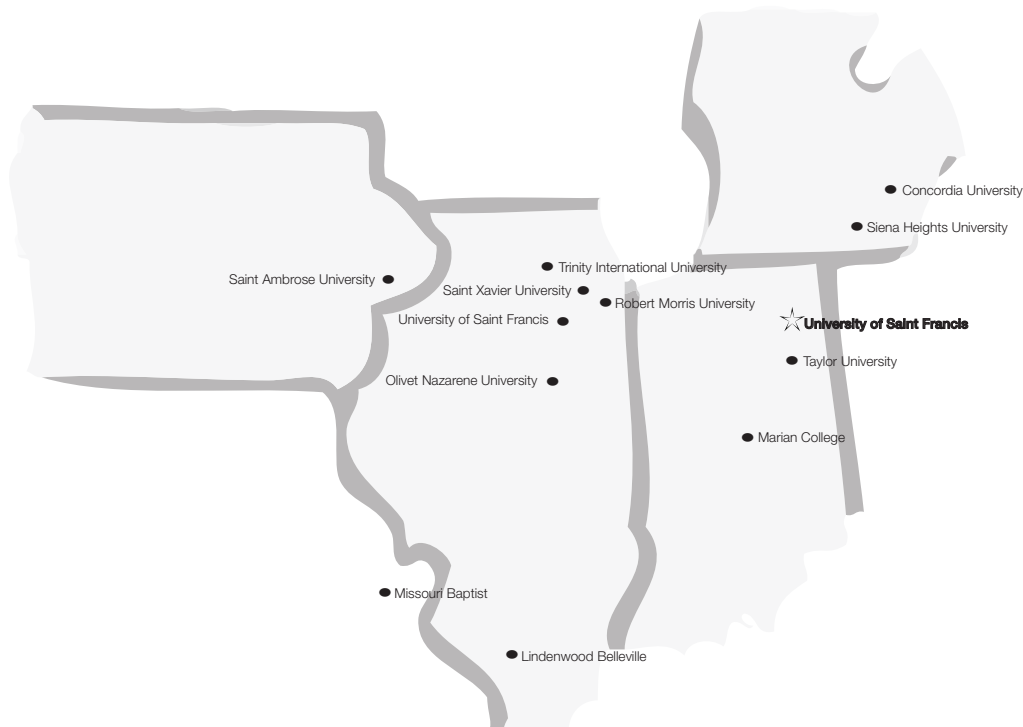 Concordia University
Siena Heights University
Trinity International University
Saint Ambrose University
Saint Xavier University
Robert Morris University
University of Saint Francis
University of Saint Francis
Taylor University
Olivet Nazarene University
Marian College
Missouri Baptist
Lindenwood Belleville